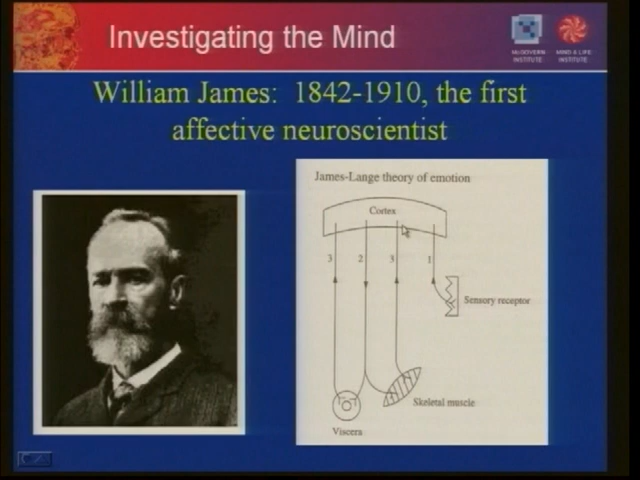 Investigating the Mind
McGOVERN
INSTITUTE
MIND & LIFE
INSTITUTE
William James: 1842-1910, the first
affective neuroscientist
James-Lange theory of emotion
Cortex
3 2 3 1
Sensory receptor
Skeletal muscle
Viscera